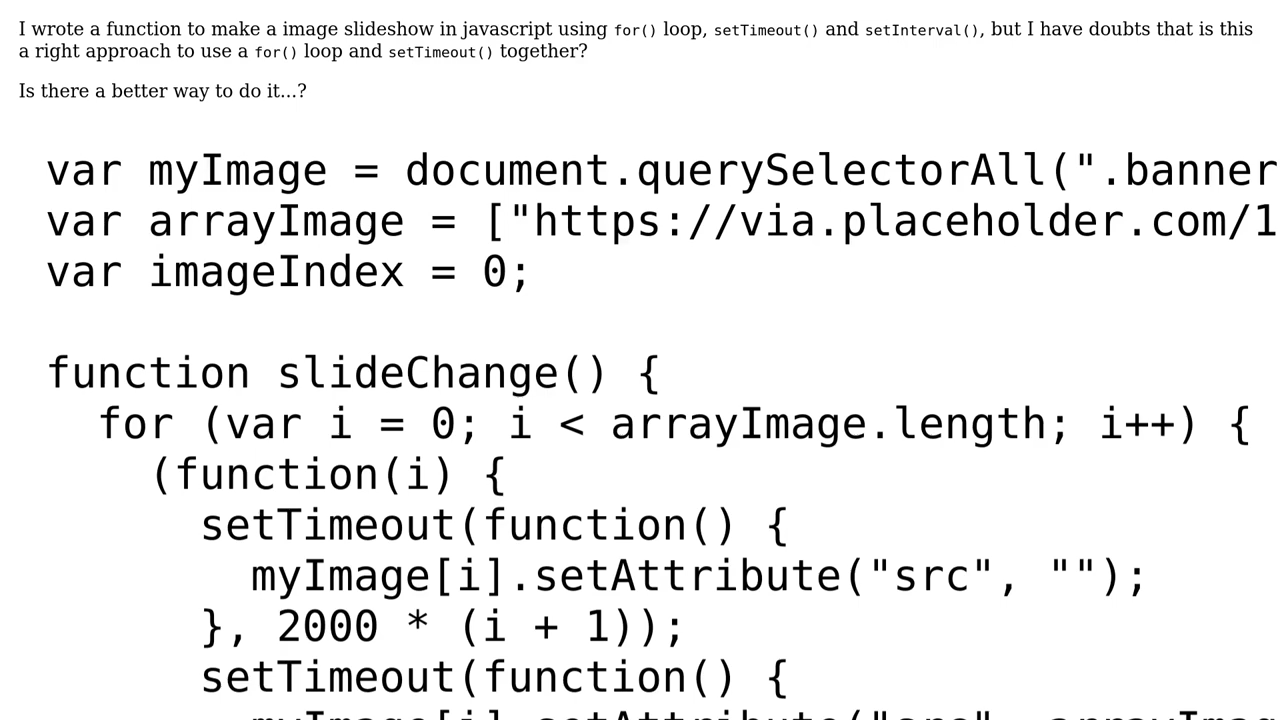 I wrote a function to make a image slideshow in javascript using for() loop, setTimeout() and setInterval(), but I have doubts that is this
a right approach to use a for() loop and setTimeout() together?
Is there a better way to do it...?
var myImage = document.querySelectorAll(".banner
var arrayImage = ["https://via.placeholder.com/1
var imageIndex = 0;
function slideChange() {
for (var i = 0; i < arrayImage.length; i++) {
(function(i) {
setTimeout(function() {
myImage[i].setAttribute("src", "");
}, 2000 * (i + 1));
setTimeout(function() {